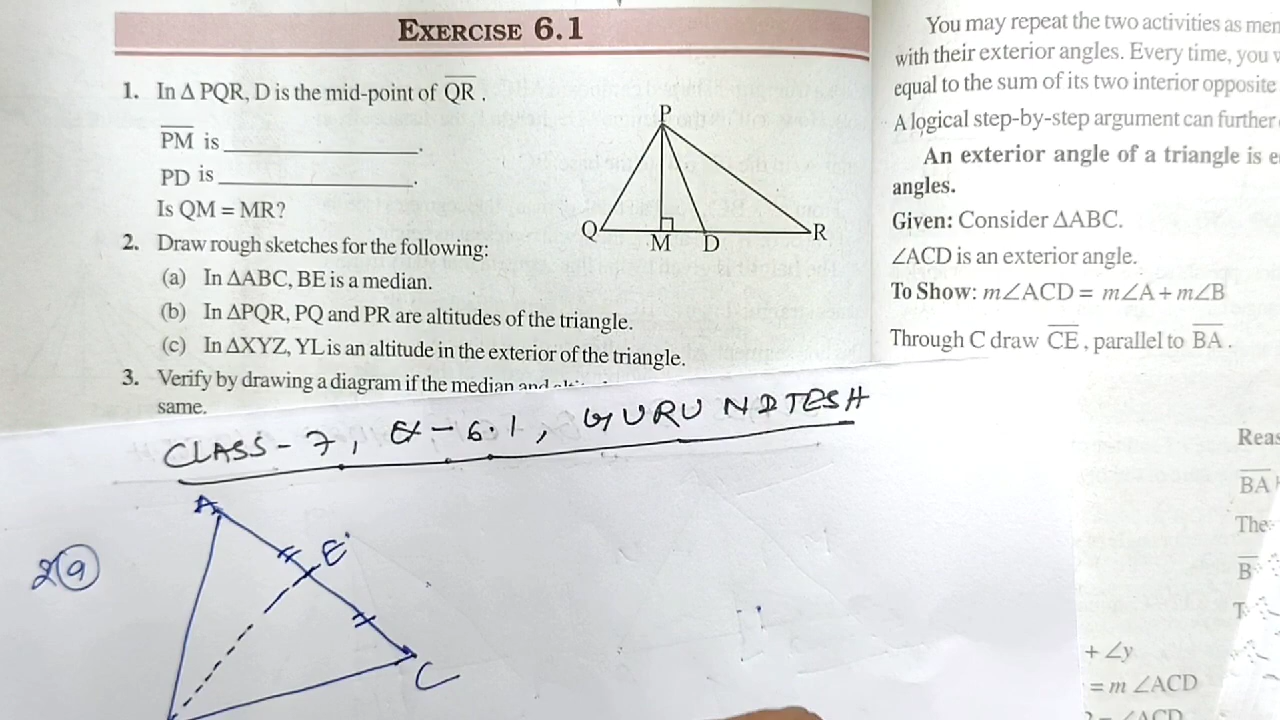 EXERCISE 6.1
1. In Δ PQR, D is the mid-point of QR .
PM is ____________.
PD is ____________.
Is QM = MR?
P
Q M D R
2. Draw rough sketches for the following:
(a) In ΔABC, BE is a median.
(b) In ΔPQR, PQ and PR are altitudes of the triangle.
(c) In ΔXYZ, YL is an altitude in the exterior of the triangle.
3. Verify by drawing a diagram if the median and
same.
You may repeat the two activities as
with their exterior angles. Every time, you
equal to the sum of its two interior opposite
A logical step-by-step argument can further
An exterior angle of a triangle is
angles.
Given: Consider ΔABC.
∠ACD is an exterior angle.
To Show: m∠ACD = m∠A + m∠B
Through C draw CE , parallel to BA .
CLASS-7, EX-6.1, GURU NITESH
2(a)
A
E
C
BA
The
+ ∠y
= m ∠ACD
∠ACD